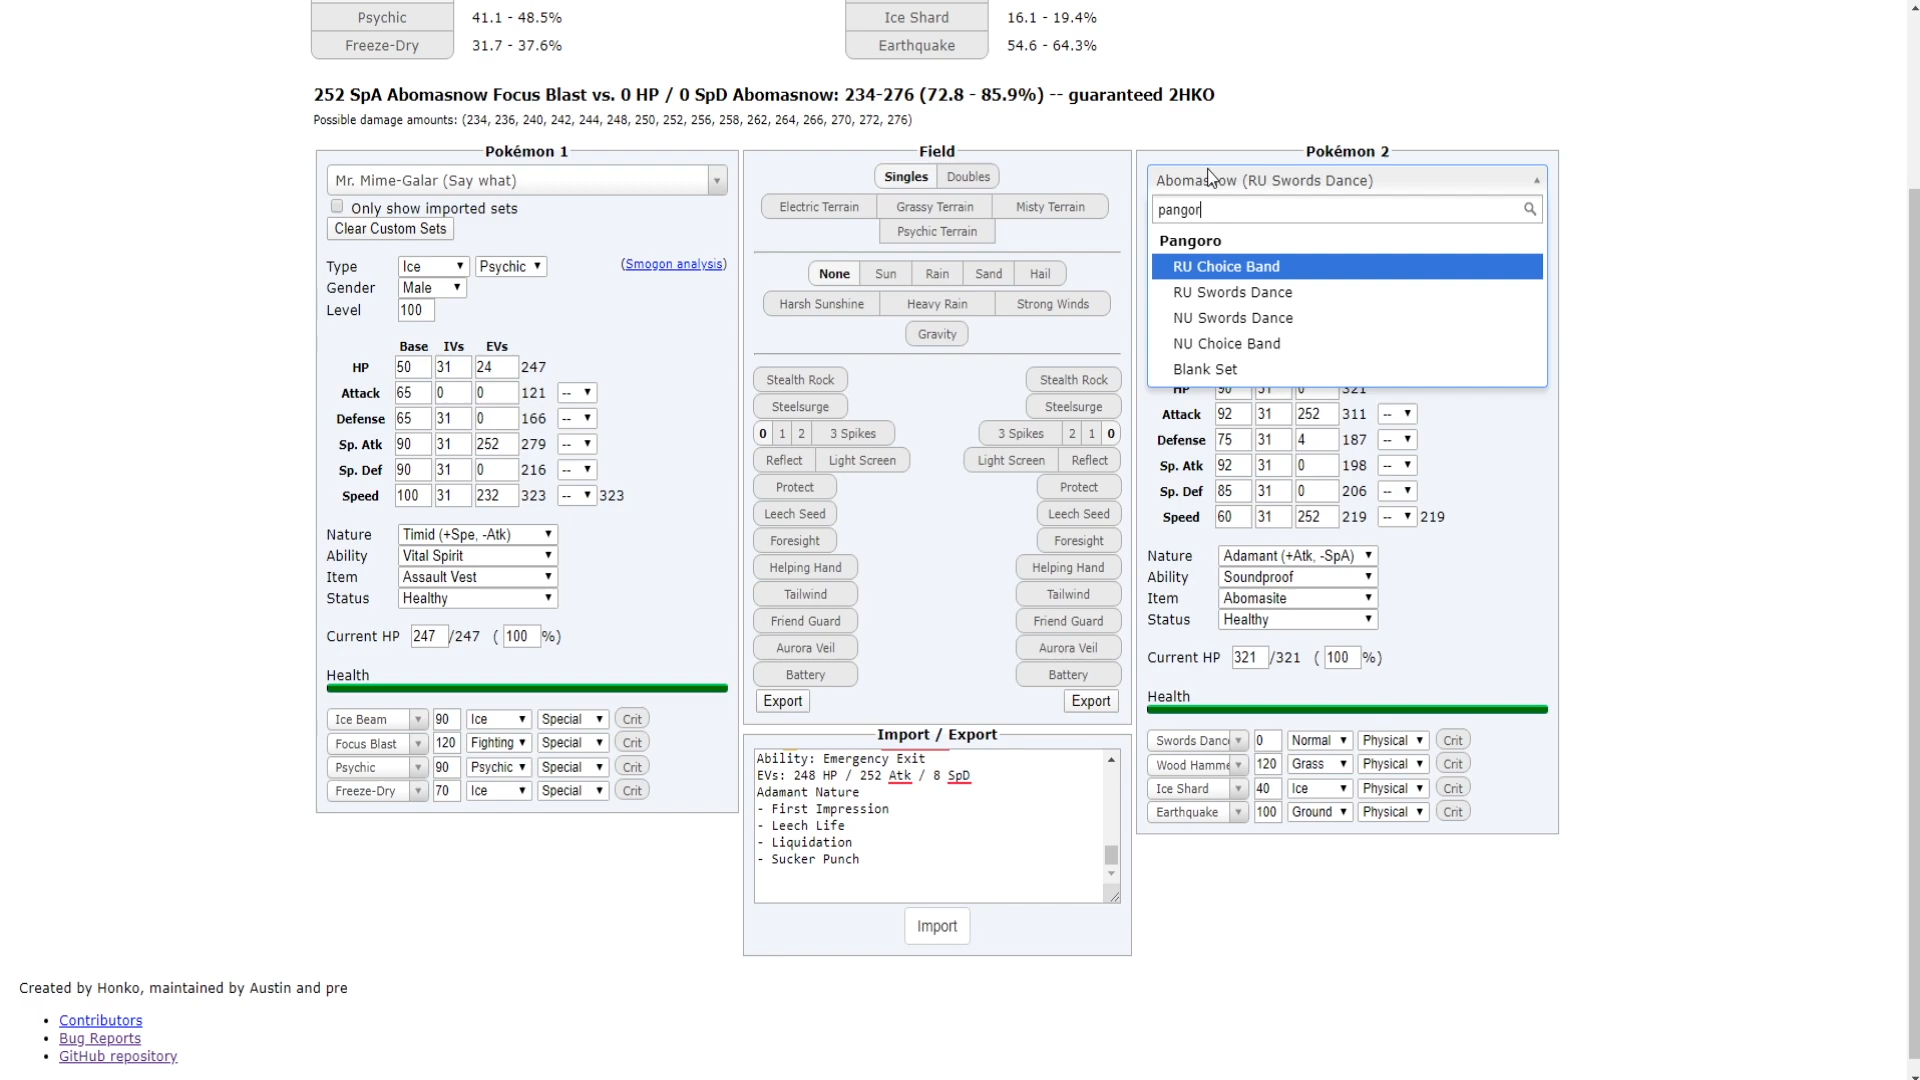 Psychic 41.1 - 48.5% Ice Shard 16.1 - 19.4%
Freeze-Dry 31.7 - 37.6% Earthquake 54.6 - 64.3%
252 SpA Abomasnow Focus Blast vs. 0 HP / 0 SpD Abomasnow: 234-276 (72.8 - 85.9%) -- guaranteed 2HKO
Possible damage amounts: (234, 236, 240, 242, 244, 248, 250, 252, 256, 258, 262, 264, 266, 270, 272, 276)
Pokémon 1
Mr. Mime-Galar (Say what)
Only show imported sets
Clear Custom Sets
Type Ice Psychic (Smogon analysis)
Gender Male
Level 100
Base IVs EVs
HP 50 31 24 247
Attack 65 0 0 121 --
Defense 65 31 0 166 --
Sp. Atk 90 31 252 279 --
Sp. Def 90 31 0 216 --
Speed 100 31 232 323 -- 323
Nature Timid (+Spe, -Atk)
Ability Vital Spirit
Item Assault Vest
Status Healthy
Current HP 247 /247 ( 100 %)
Health
Ice Beam 90 Ice Special Crit
Focus Blast 120 Fighting Special Crit
Psychic 90 Psychic Special Crit
Freeze-Dry 70 Ice Special Crit
Field
Singles Doubles
Electric Terrain Grassy Terrain Misty Terrain
Psychic Terrain
None Sun Rain Sand Hail
Harsh Sunshine Heavy Rain Strong Winds
Gravity
Stealth Rock Stealth Rock
Steelsurge Steelsurge
0 1 2 3 Spikes 3 Spikes 2 1 0
Reflect Light Screen Light Screen Reflect
Protect Protect
Leech Seed Leech Seed
Foresight Foresight
Helping Hand Helping Hand
Tailwind Tailwind
Friend Guard Friend Guard
Aurora Veil Aurora Veil
Battery Battery
Export Export
Import / Export
Ability: Emergency Exit
EVs: 248 HP / 252 Atk / 8 SpD
Adamant Nature
- First Impression
- Leech Life
- Liquidation
- Sucker Punch
Import
Pokémon 2
Abomasnow (RU Swords Dance)
pangor
Pangoro
RU Choice Band
RU Swords Dance
NU Swords Dance
NU Choice Band
Blank Set
HP 90 31 0 321
Attack 92 31 252 311 --
Defense 75 31 4 187 --
Sp. Atk 92 31 0 198 --
Sp. Def 85 31 0 206 --
Speed 60 31 252 219 -- 219
Nature Adamant (+Atk, -SpA)
Ability Soundproof
Item Abomasite
Status Healthy
Current HP 321 /321 ( 100 %)
Health
Swords Danc 0 Normal Physical Crit
Wood Hamme 120 Grass Physical Crit
Ice Shard 40 Ice Physical Crit
Earthquake 100 Ground Physical Crit
Created by Honko, maintained by Austin and pre
• Contributors
• Bug Reports
• GitHub repository